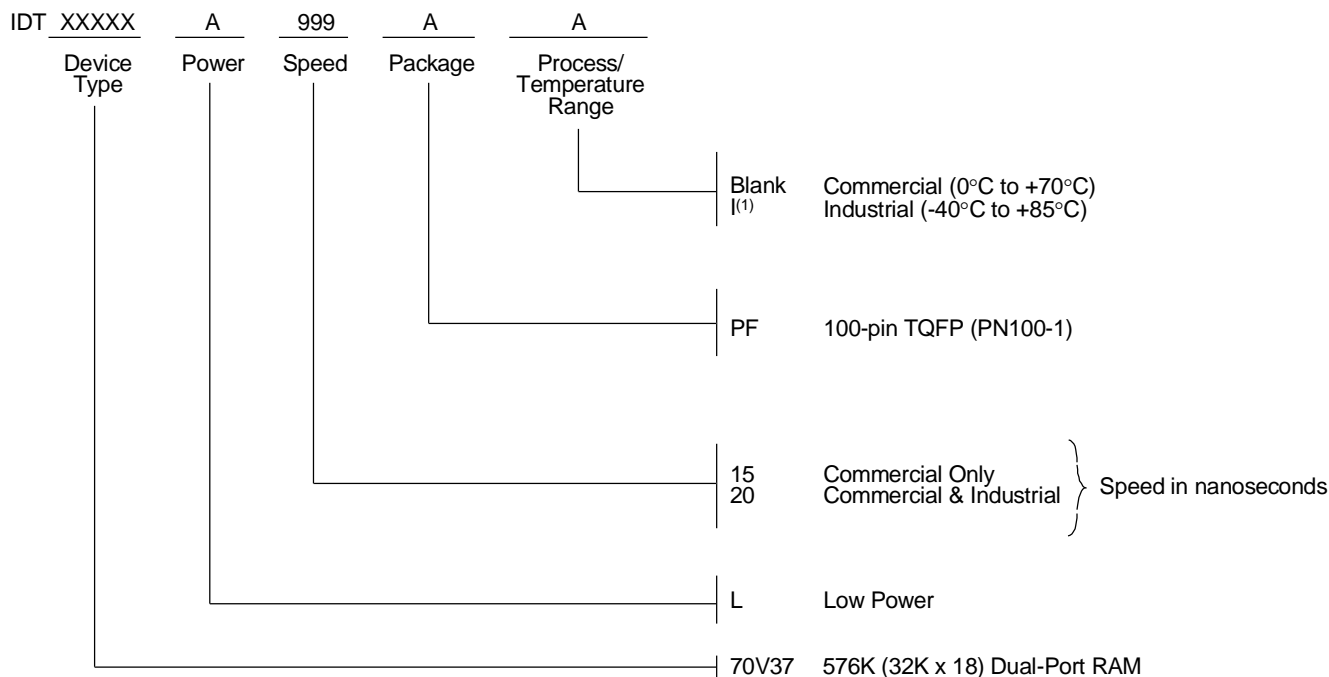 IDT XXXXX A 999 A A
Device Type Power Speed Package Process/ Temperature Range
Blank Commercial (0°C to +70°C)
I(1) Industrial (-40°C to +85°C)
PF 100-pin TQFP (PN100-1)
15 Commercial Only
20 Commercial & Industrial
Speed in nanoseconds
L Low Power
70V37 576K (32K x 18) Dual-Port RAM